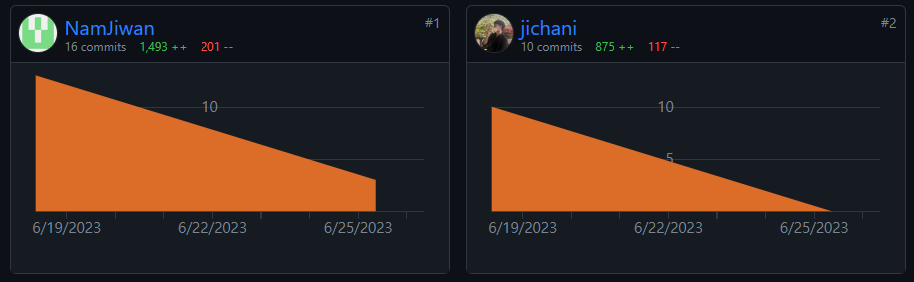 NamJiwan
#1
16 commits 1,493 ++ 201 --
10
6/19/2023 6/22/2023 6/25/2023
jichani
#2
10 commits 875 ++ 117 --
10
5
6/19/2023 6/22/2023 6/25/2023